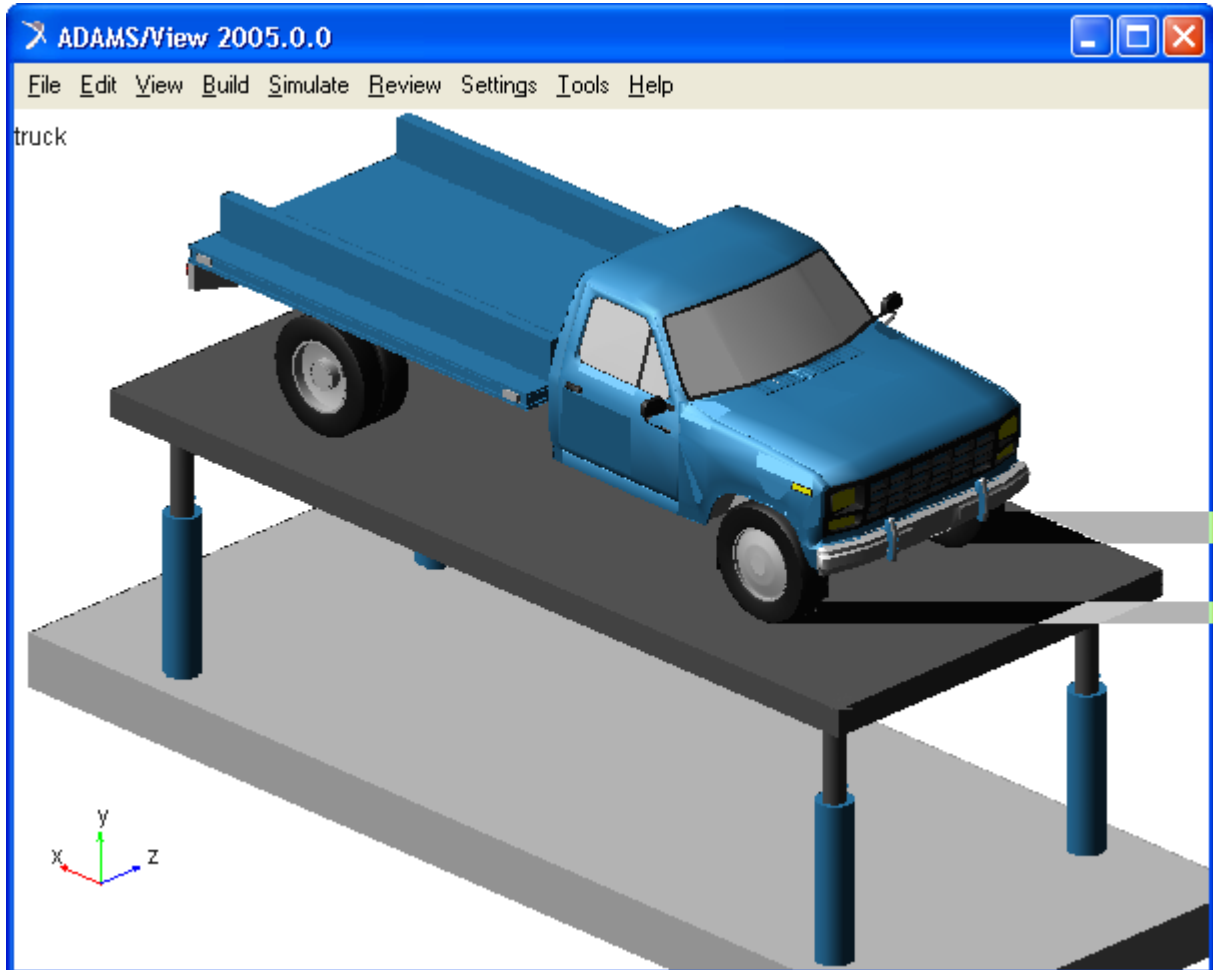 ADAMS/View 2005.0.0
File Edit View Build Simulate Review Settings Tools Help
truck
y
x z